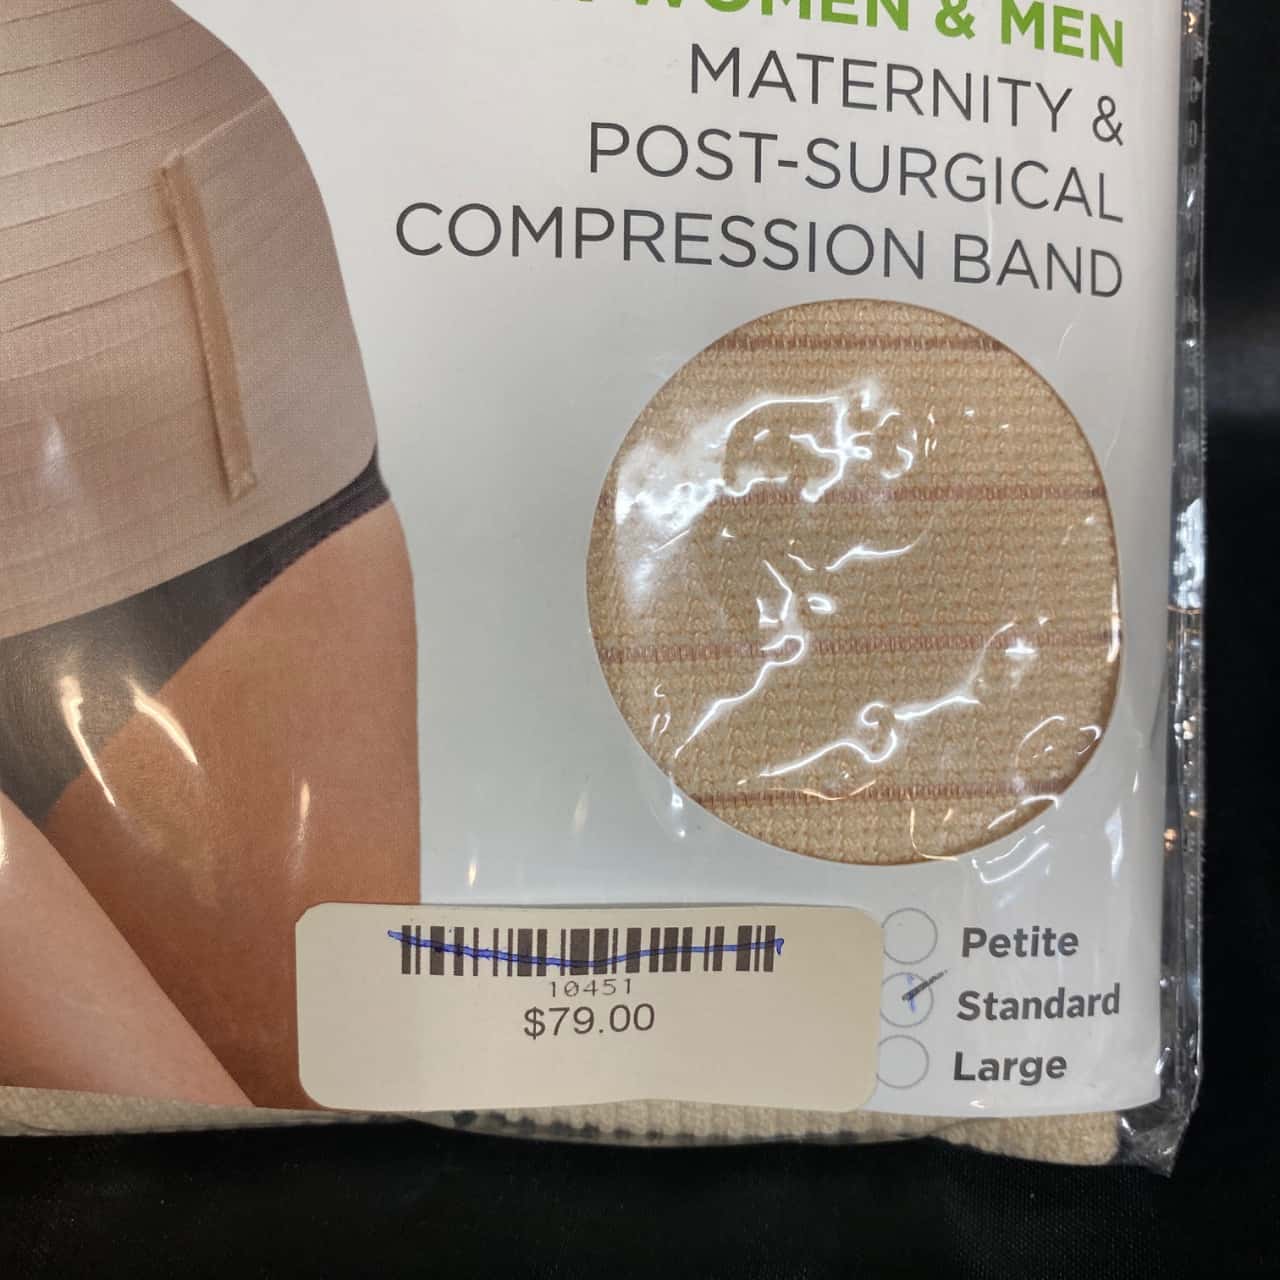 WOMEN & MEN
MATERNITY &
POST-SURGICAL
COMPRESSION BAND
10451
$79.00
Petite
Standard
Large